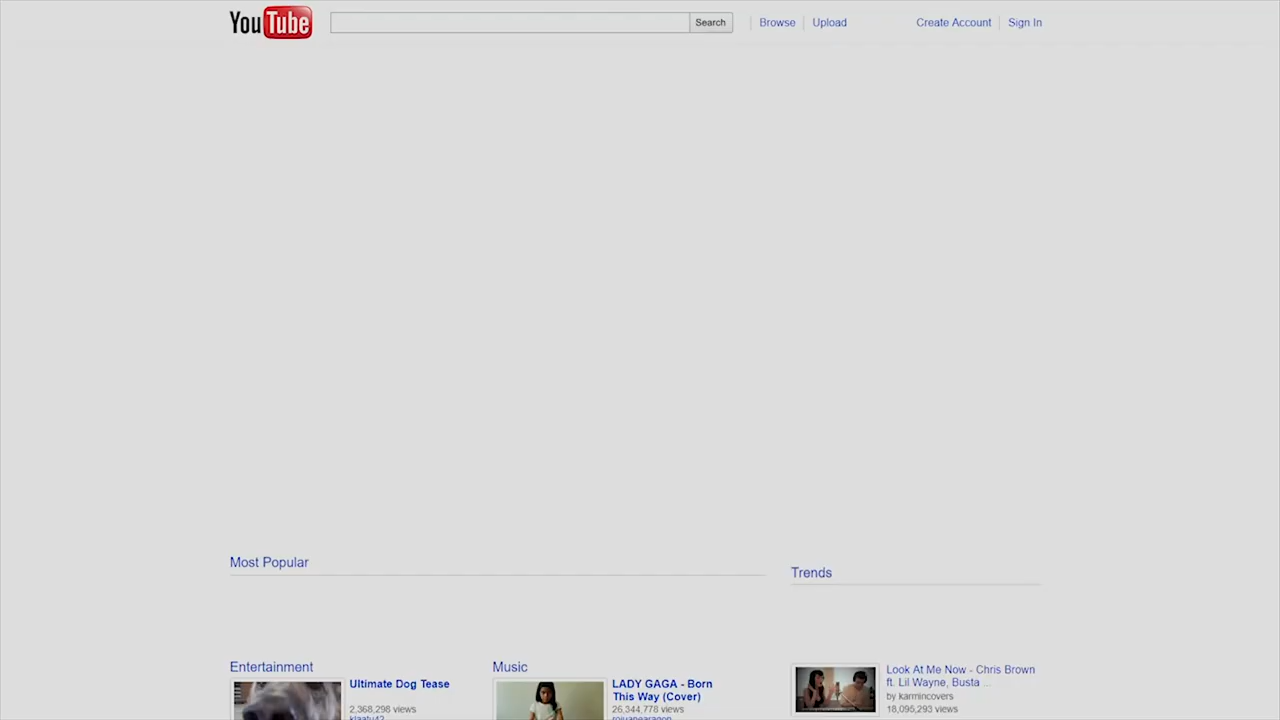 YouTube
Search
Browse
Upload
Create Account
Sign In
Most Popular
Trends
Entertainment
Ultimate Dog Tease
2,368,298 views
klaatu42
Music
LADY GAGA - Born
This Way (Cover)
26,344,778 views
rojuanearagon
Look At Me Now - Chris Brown
ft. Lil Wayne, Busta ...
by karmincovers
18,095,293 views